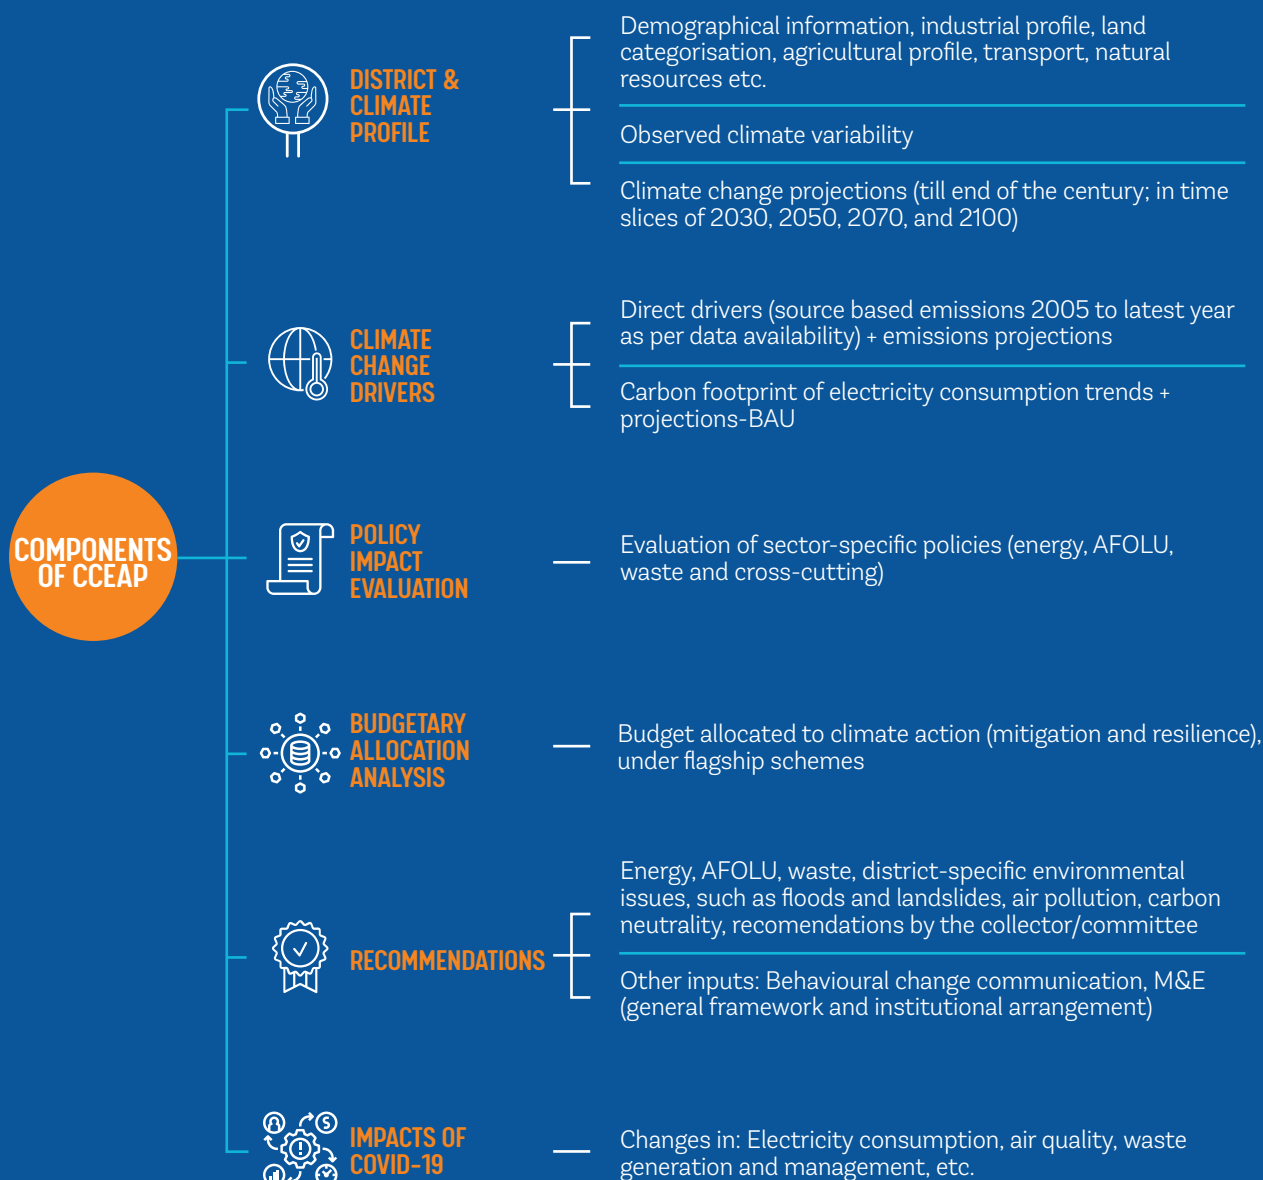 COMPONENTS
OF CCEAP
DISTRICT &
CLIMATE
PROFILE
Demographical information, industrial profile, land
categorisation, agricultural profile, transport, natural
resources etc.
Observed climate variability
Climate change projections (till end of the century; in time
slices of 2030, 2050, 2070, and 2100)
CLIMATE
CHANGE
DRIVERS
Direct drivers (source based emissions 2005 to latest year
as per data availability) + emissions projections
Carbon footprint of electricity consumption trends +
projections-BAU
POLICY
IMPACT
EVALUATION
Evaluation of sector-specific policies (energy, AFOLU,
waste and cross-cutting)
BUDGETARY
ALLOCATION
ANALYSIS
Budget allocated to climate action (mitigation and resilience),
under flagship schemes
RECOMMENDATIONS
Energy, AFOLU, waste, district-specific environmental
issues, such as floods and landslides, air pollution, carbon
neutrality, recomendations by the collector/committee
Other inputs: Behavioural change communication, M&E
(general framework and institutional arrangement)
IMPACTS OF
COVID-19
Changes in: Electricity consumption, air quality, waste
generation and management, etc.